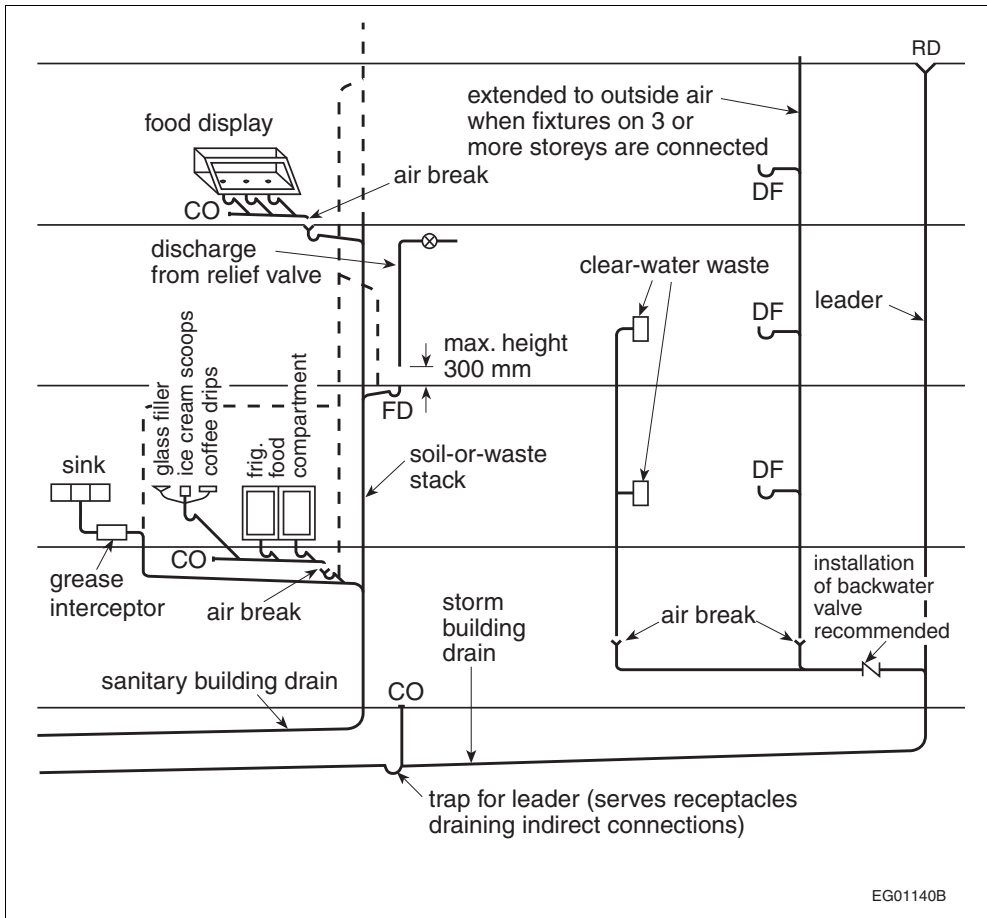 RD
extended to outside air
when fixtures on 3 or
more storeys are connected
food display
air break
DF
CO
discharge
from relief valve
clear-water waste
leader
DF
max. height
300 mm
glass filler
ice cream scoops
coffee drips
frig.
food
compartment
FD
sink
soil-or-waste
stack
DF
CO
grease
interceptor
air break
storm
building
drain
air break
installation
of backwater
valve
recommended
sanitary building drain
CO
trap for leader (serves receptacles
draining indirect connections)
EG01140B